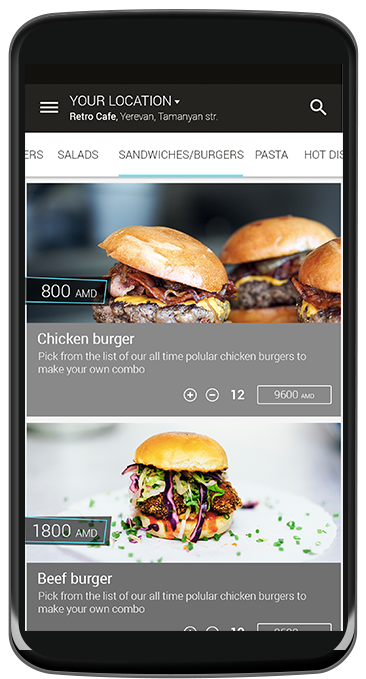 YOUR LOCATION
Retro Cafe, Yerevan, Tamanyan str.
ERS SALADS SANDWICHES/BURGERS PASTA HOT DIS
800 AMD
Chicken burger
Pick from the list of our all time polular chicken burgers to
make your own combo
12 9600 AMD
1800 AMD
Beef burger
Pick from the list of our all time polular chicken burgers to
make your own combo
12 9600 AMD